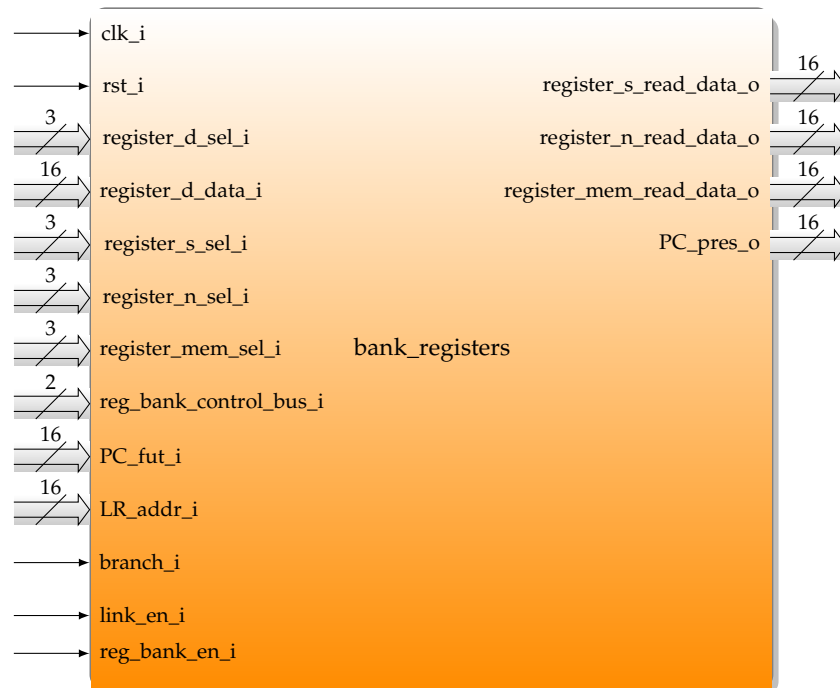 clk_i
rst_i
16
register_s_read_data_o
3
register_d_sel_i
16
register_n_read_data_o
16
register_d_data_i
16
register_mem_read_data_o
3
register_s_sel_i
16
PC_pres_o
3
register_n_sel_i
3
register_mem_sel_i
bank_registers
2
reg_bank_control_bus_i
16
PC_fut_i
16
LR_addr_i
branch_i
link_en_i
reg_bank_en_i